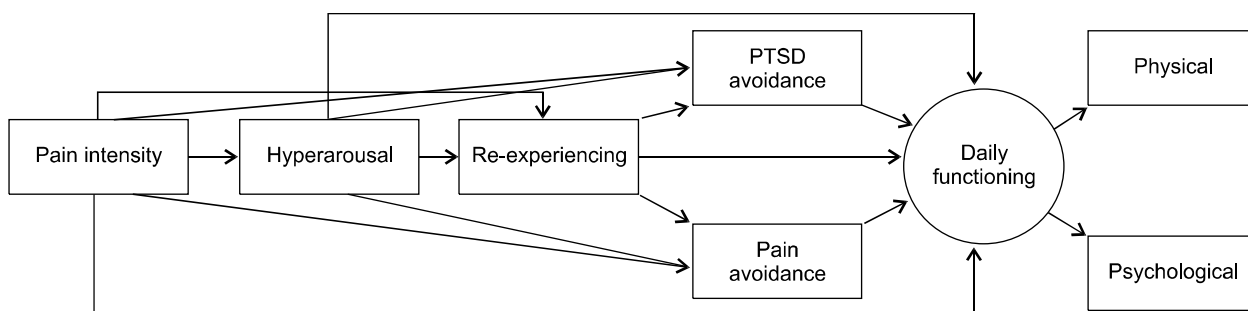 Pain intensity
Hyperarousal
Re-experiencing
PTSD
avoidance
Pain
avoidance
Daily
functioning
Physical
Psychological